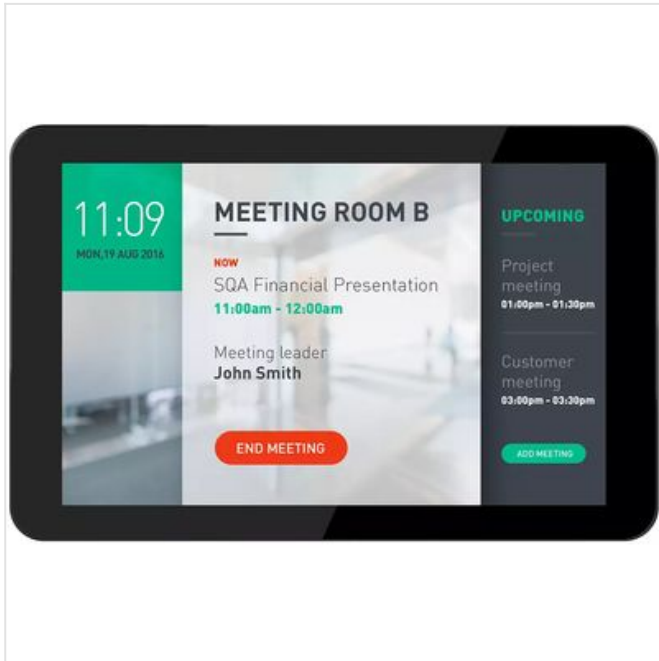 11:09
MON,19 AUG 2016
MEETING ROOM B
NOW
SQA Financial Presentation
11:00am - 12:00am
Meeting leader
John Smith
END MEETING
UPCOMING
Project
meeting
01:00pm - 01:30pm
Customer
meeting
03:00pm - 03:30pm
ADD MEETING